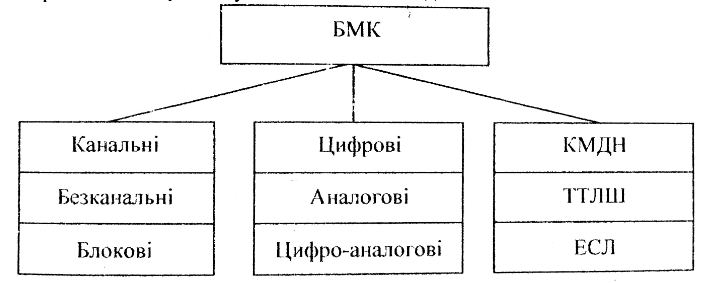 БМК
Канальні
Безканальні
Блокові
Цифрові
Аналогові
Цифро-аналогові
КМДН
ТТЛШ
ЕСЛ